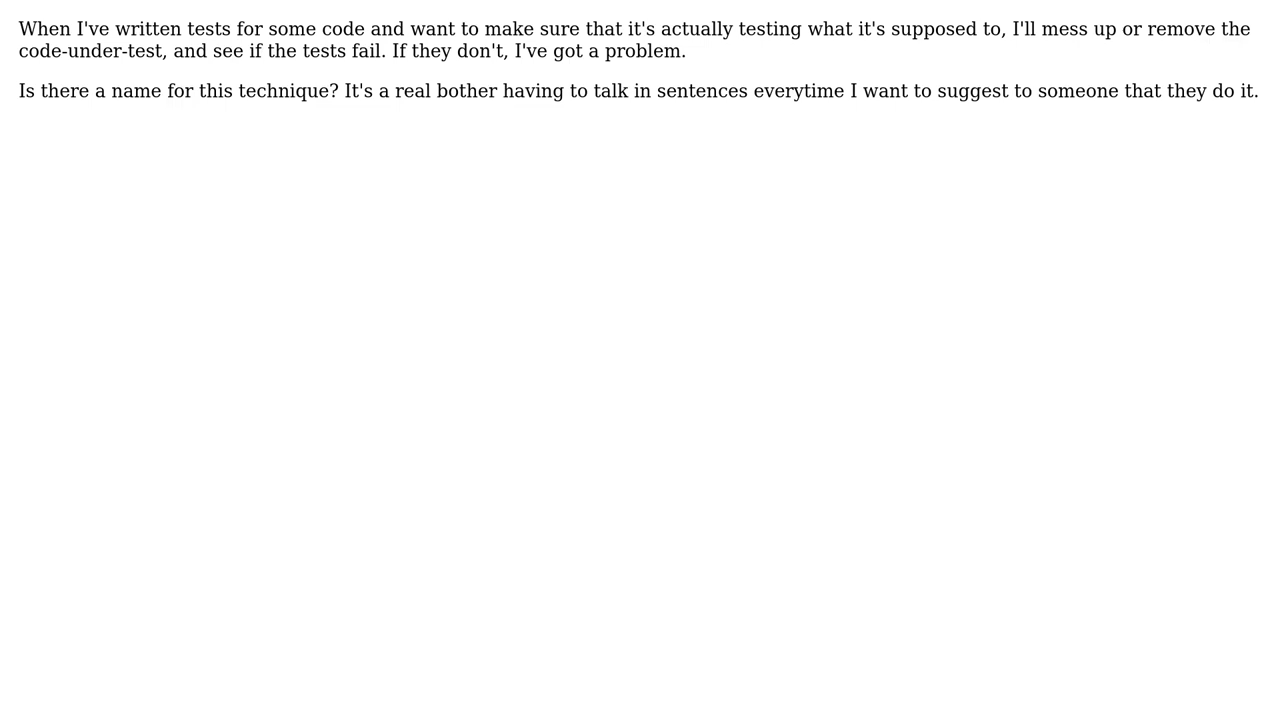 When I've written tests for some code and want to make sure that it's actually testing what it's supposed to, I'll mess up or remove the
code-under-test, and see if the tests fail. If they don't, I've got a problem.
Is there a name for this technique? It's a real bother having to talk in sentences everytime I want to suggest to someone that they do it.